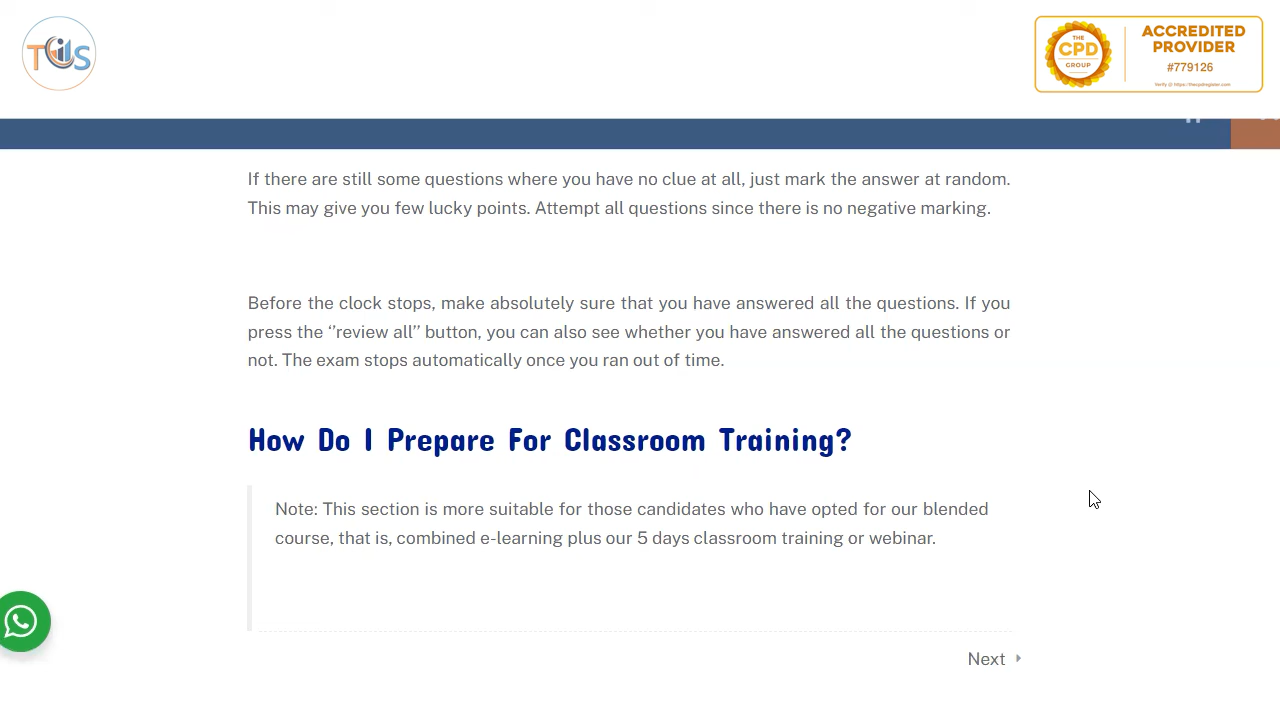 TCilS
THE
CPD
GROUP
ACCREDITED
PROVIDER
#779126
Verify @ https://thecpdregister.com
If there are still some questions where you have no clue at all, just mark the answer at random.
This may give you few lucky points. Attempt all questions since there is no negative marking.
Before the clock stops, make absolutely sure that you have answered all the questions. If you
press the ‘’review all’’ button, you can also see whether you have answered all the questions or
not. The exam stops automatically once you ran out of time.
How Do I Prepare For Classroom Training?
Note: This section is more suitable for those candidates who have opted for our blended
course, that is, combined e-learning plus our 5 days classroom training or webinar.
Next